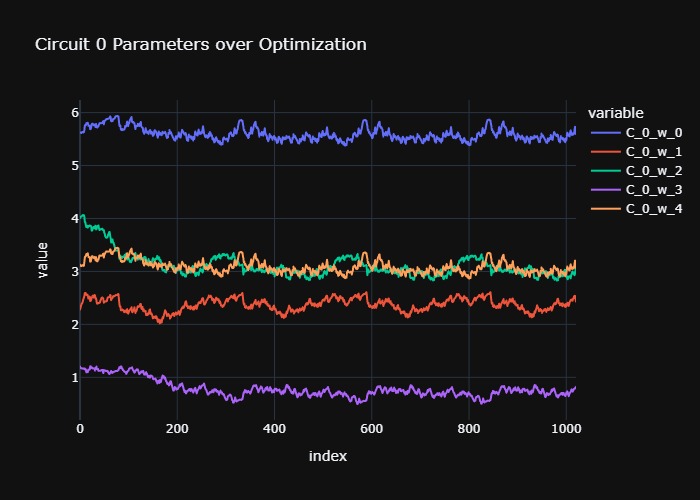 Circuit 0 Parameters over Optimization
variable
C_0_w_0
C_0_w_1
C_0_w_2
C_0_w_3
C_0_w_4
value
6
5
4
3
2
1
0 200 400 600 800 1000
index